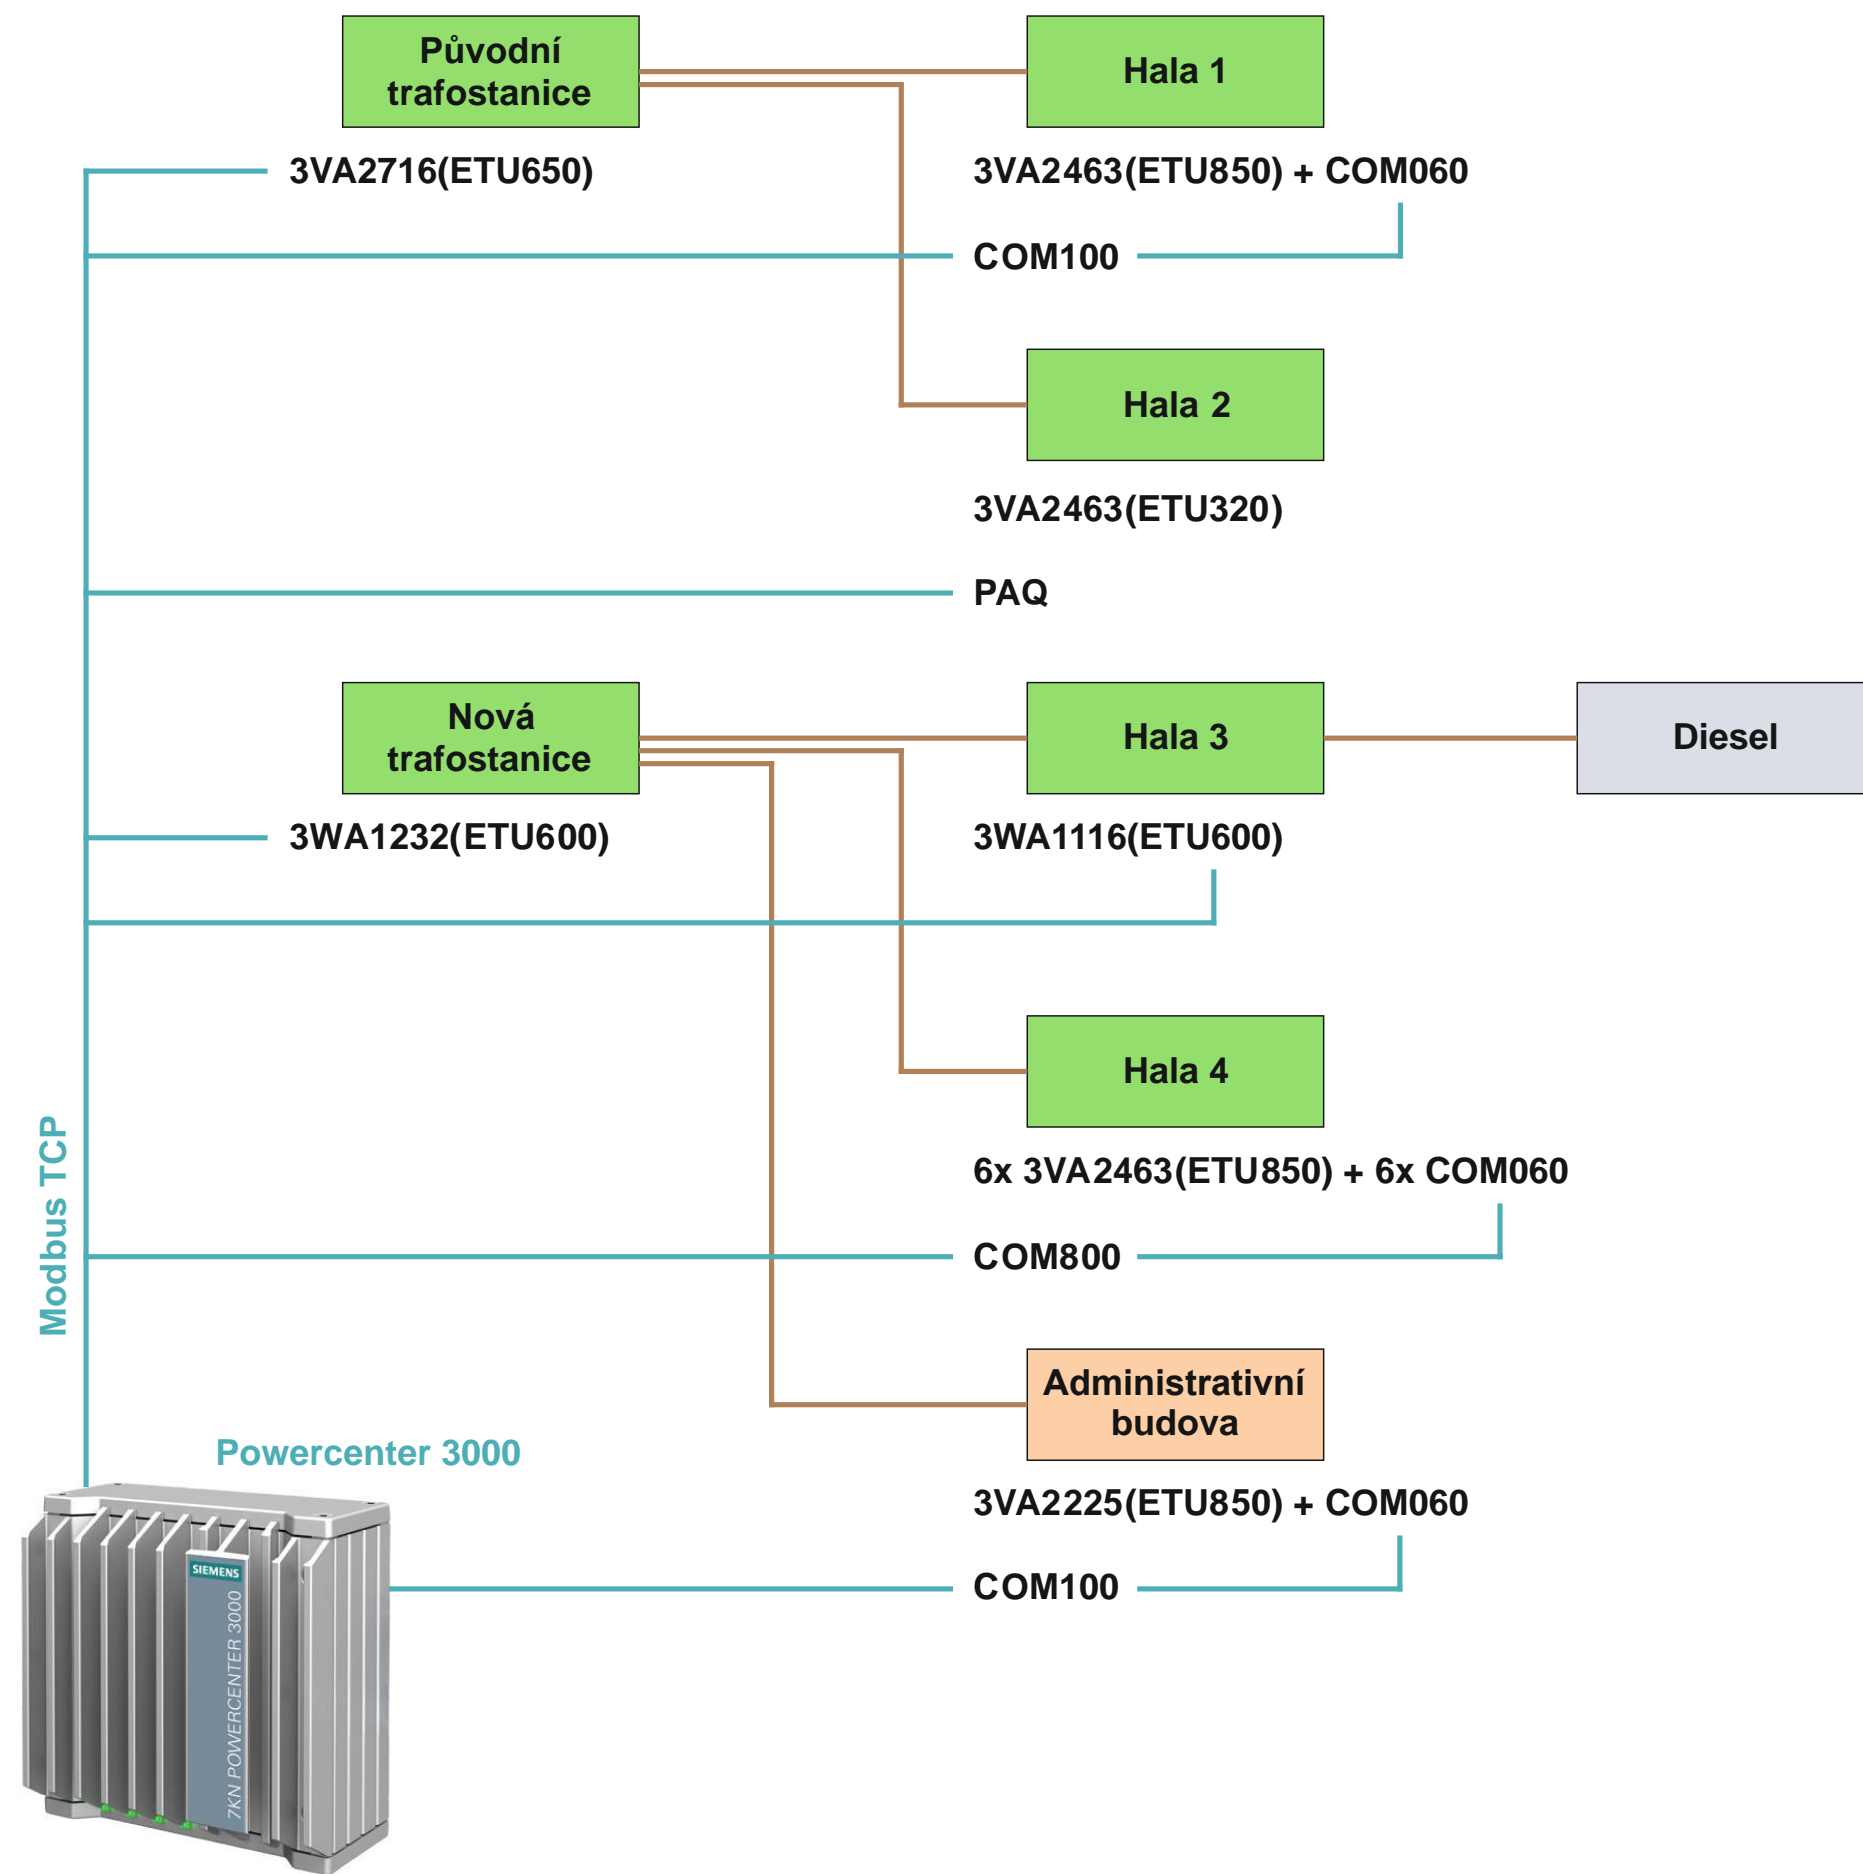 Původní
trafostanice
Hala 1
3VA2716(ETU650)
3VA2463(ETU850) + COM060
COM100
Hala 2
3VA2463(ETU320)
PAQ
Nová
trafostanice
Hala 3
Diesel
3WA1232(ETU600)
3WA1116(ETU600)
Hala 4
6x 3VA2463(ETU850) + 6x COM060
COM800
Modbus TCP
Administrativní
budova
Powercenter 3000
3VA2225(ETU850) + COM060
COM100
SIEMENS
7KN POWERCENTER 3000